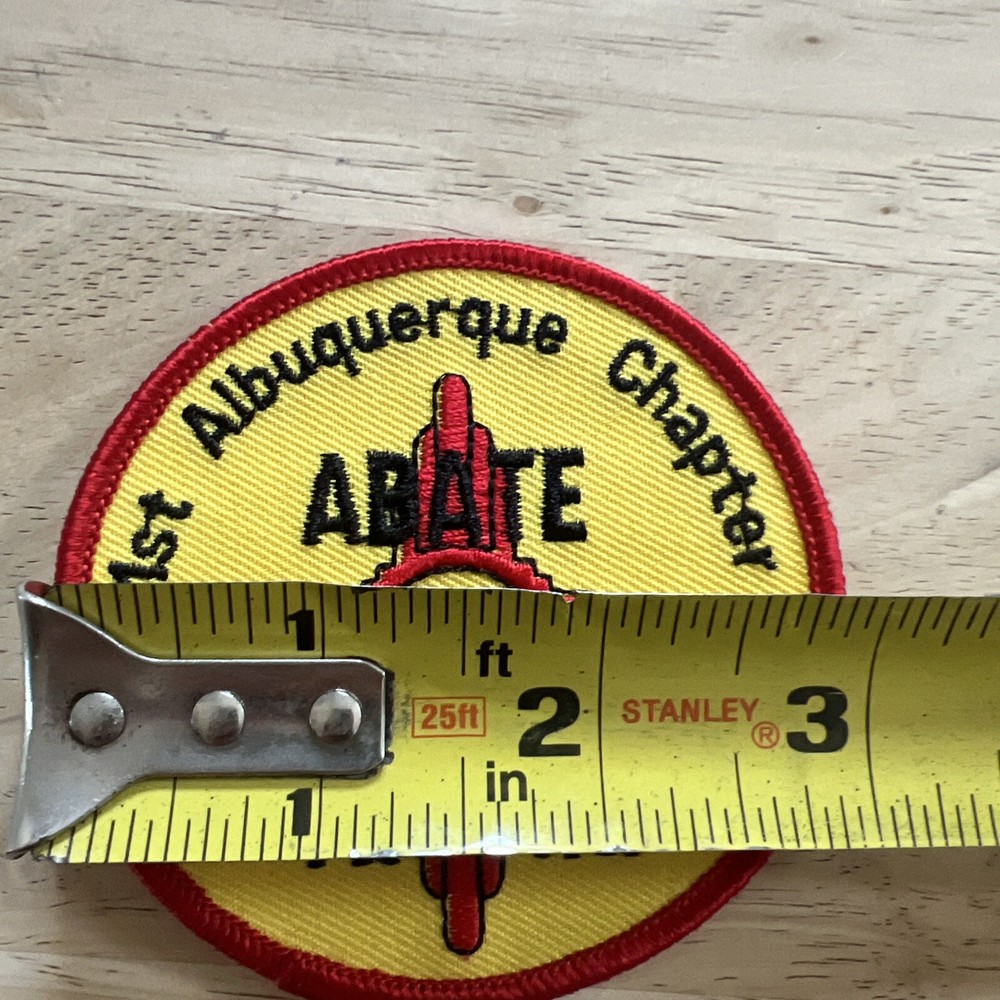 1st Albuquerque Chapter
ABATE
1 ft
25ft 2 STANLEY® 3
in
1